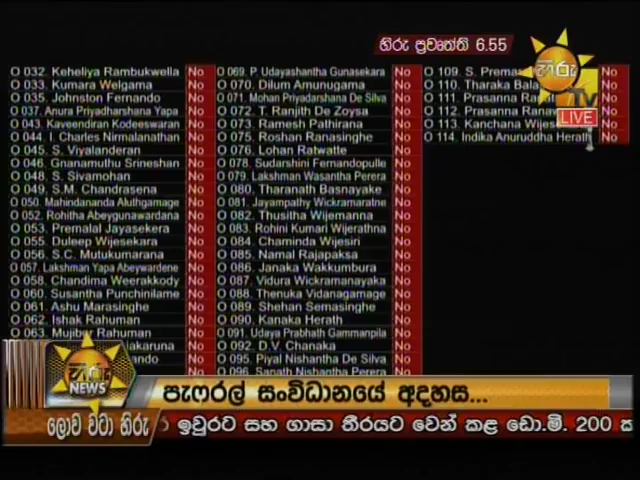 හිරු ප්‍රවෘත්ති 6.55
හිරු
TV
LIVE
O 032. Keheliya Rambukwella No
O 033. Kumara Welgama No
O 035. Johnston Fernando No
O 037. Anura Priyadharshana Yapa No
O 043. Kaveendiran Kodeeswaran No
O 044. I. Charles Nirmalanathan No
O 045. S. Viyalanderan No
O 046. Gnanamuthu Srineshan No
O 048. S. Sivamohan No
O 049. S.M. Chandrasena No
O 050. Mahindananda Aluthgamage No
O 052. Rohitha Abeygunawardana No
O 053. Premalal Jayasekera No
O 055. Duleep Wijesekara No
O 056. S.C. Mutukumarana No
O 057. Lakshman Yapa Abeywardene No
O 058. Chandima Weerakkody No
O 060. Susantha Punchinilame No
O 061. Ashu Marasinghe No
O 062. Ishak Rahuman No
O 063. Mujibur Rahuman No
No
No
O 069. P. Udayashantha Gunasekara No
O 070. Dilum Amunugama No
O 071. Mohan Priyadarshana De Silva No
O 072. T. Ranjith De Zoysa No
O 073. Ramesh Pathirana No
O 075. Roshan Ranasinghe No
O 076. Lohan Ratwatte No
O 078. Sudarshini Fernandopulle No
O 079. Lakshman Wasantha Perera No
O 080. Tharanath Basnayake No
O 081. Jayampathy Wickramaratne No
O 082. Thusitha Wijemanna No
O 083. Rohini Kumari Wijerathna No
O 084. Chaminda Wijesiri No
O 085. Namal Rajapaksa No
O 086. Janaka Wakkumbura No
O 087. Vidura Wickramanayaka No
O 088. Thenuka Vidanagamage No
O 089. Shehan Semasinghe No
O 090. Kanaka Herath No
O 091. Udaya Prabhath Gammanpila No
O 092. D.V. Chanaka No
O 095. Piyal Nishantha De Silva No
O 096. Sanath Nishantha Perera No
O 109. S. No
O 110. Tharaka No
O 111. Prasanna No
O 112. Prasanna No
O 113. Kanchana No
O 114. Indika Anuruddha Herath No
හිරු
NEWS
පැෆරල් සංවිධානයේ අදහස...
ලොව වටා හිරු
ඉවුරට සහ ගාසා තීරයට වෙන් කළ ඩො.මි. 200